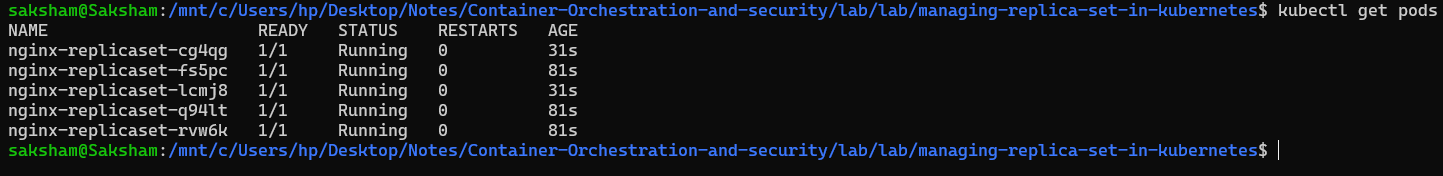 saksham@Saksham:/mnt/c/Users/hp/Desktop/Notes/Container-Orchestration-and-security/lab/lab/managing-replica-set-in-kubernetes$ kubectl get pods
NAME READY STATUS RESTARTS AGE
nginx-replicaset-cg4qg 1/1 Running 0 31s
nginx-replicaset-fs5pc 1/1 Running 0 81s
nginx-replicaset-lcmj8 1/1 Running 0 31s
nginx-replicaset-q94lt 1/1 Running 0 81s
nginx-replicaset-rvw6k 1/1 Running 0 81s
saksham@Saksham:/mnt/c/Users/hp/Desktop/Notes/Container-Orchestration-and-security/lab/lab/managing-replica-set-in-kubernetes$